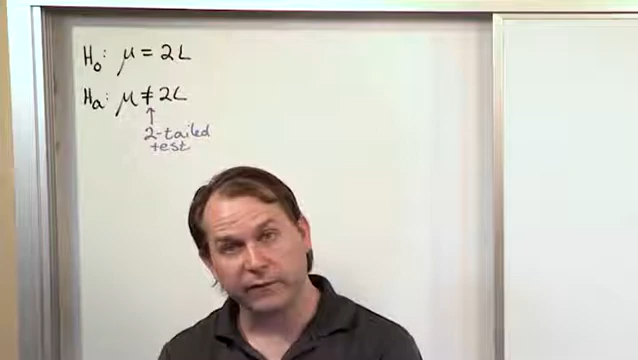 H₀: μ = 2L
Hₐ: μ ≠ 2L
↑
2-tailed
test